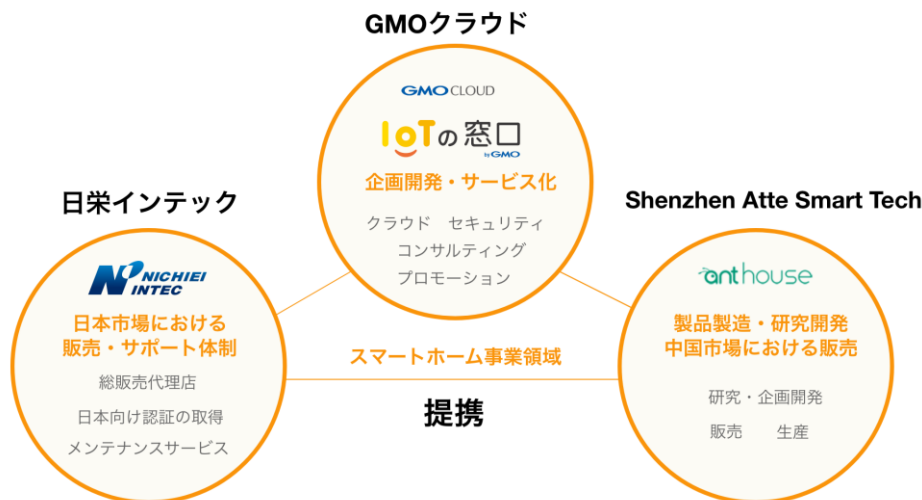 GMOクラウド
GMO CLOUD
IoTの窓口
by GMO
企画開発・サービス化
クラウド　セキュリティ
コンサルティング
プロモーション
日栄インテック
NICHIEI
INTEC
日本市場における
販売・サポート体制
総販売代理店
日本向け認証の取得
メンテナンスサービス
スマートホーム事業領域
提携
Shenzhen Atte Smart Tech
anthouse
製品製造・研究開発
中国市場における販売
研究・企画開発
販売　　生産